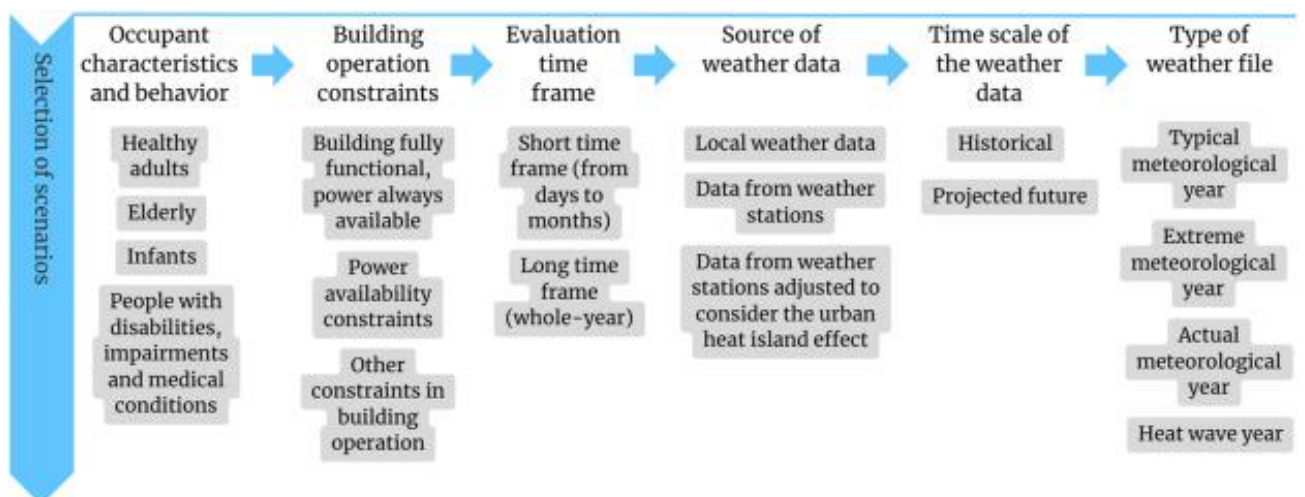 Selection of scenarios
Occupant
characteristics
and behavior
Healthy
adults
Elderly
Infants
People with
disabilities,
impairments
and medical
conditions
Building
operation
constraints
Building fully
functional,
power always
available
Power
availability
constraints
Other
constraints in
building
operation
Evaluation
time
frame
Short time
frame (from
days to
months)
Long time
frame
(whole-year)
Source of
weather data
Local weather data
Data from weather
stations
Data from weather
stations adjusted to
consider the urban
heat island effect
Time scale of
the weather
data
Historical
Projected future
Type of
weather file
Typical
meteorological
year
Extreme
meteorological
year
Actual
meteorological
year
Heat wave year